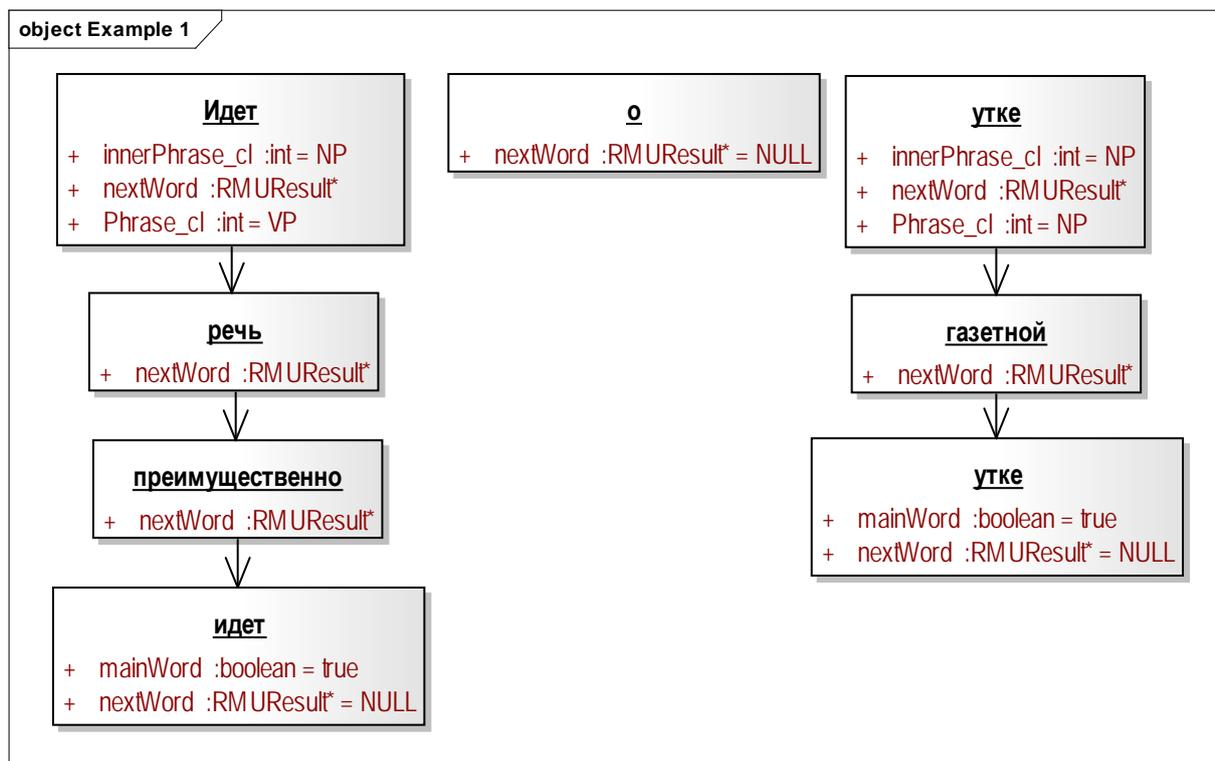 object Example 1
Идет
+ innerPhrase_cl :int = NP
+ nextWord :RMUResult*
+ Phrase_cl :int = VP
речь
+ nextWord :RMUResult*
преимущественно
+ nextWord :RMUResult*
идет
+ mainWord :boolean = true
+ nextWord :RMUResult* = NULL
о
+ nextWord :RMUResult* = NULL
утке
+ innerPhrase_cl :int = NP
+ nextWord :RMUResult*
+ Phrase_cl :int = NP
газетной
+ nextWord :RMUResult*
утке
+ mainWord :boolean = true
+ nextWord :RMUResult* = NULL